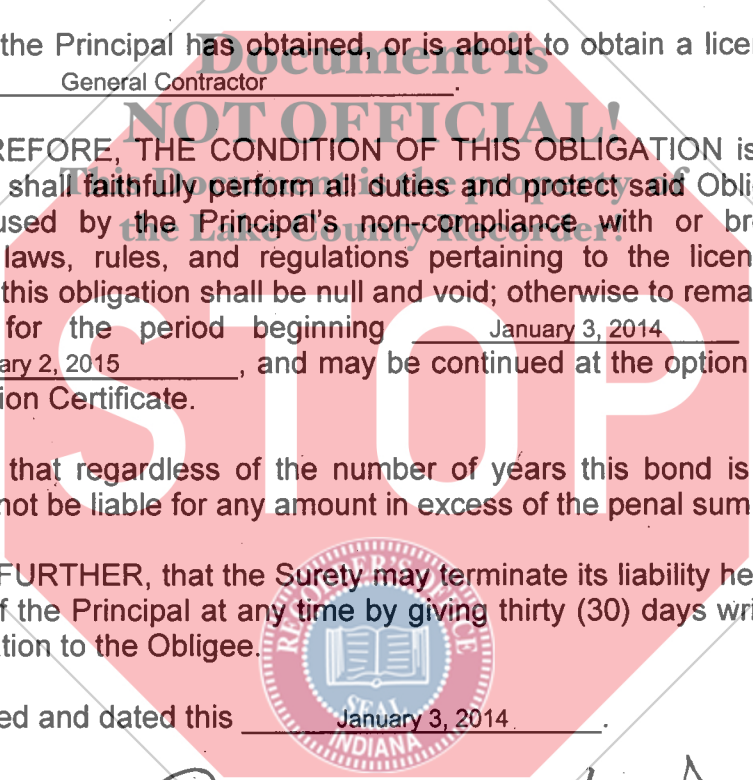 the Principal has obtained, or is about to obtain a licen
Document is
General Contractor.
NOT OFFICIAL!
REFORE, THE CONDITION OF THIS OBLIGATION is
This Document is the property of
shall faithfully perform all duties and protect said Oblig
used by the Principal's non-compliance with or bre
the Lake County Recorder!
laws, rules, and regulations pertaining to the licen
this obligation shall be null and void; otherwise to rema
for the period beginning January 3, 2014
ary 2, 2015, and may be continued at the option
ion Certificate.
STOP
that regardless of the number of years this bond is
not be liable for any amount in excess of the penal sum
FURTHER, that the Surety may terminate its liability he
f the Principal at any time by giving thirty (30) days wri
tion to the Obligee.
RECORDER'S OFFICE
SEAL
INDIANA
ed and dated this January 3, 2014.